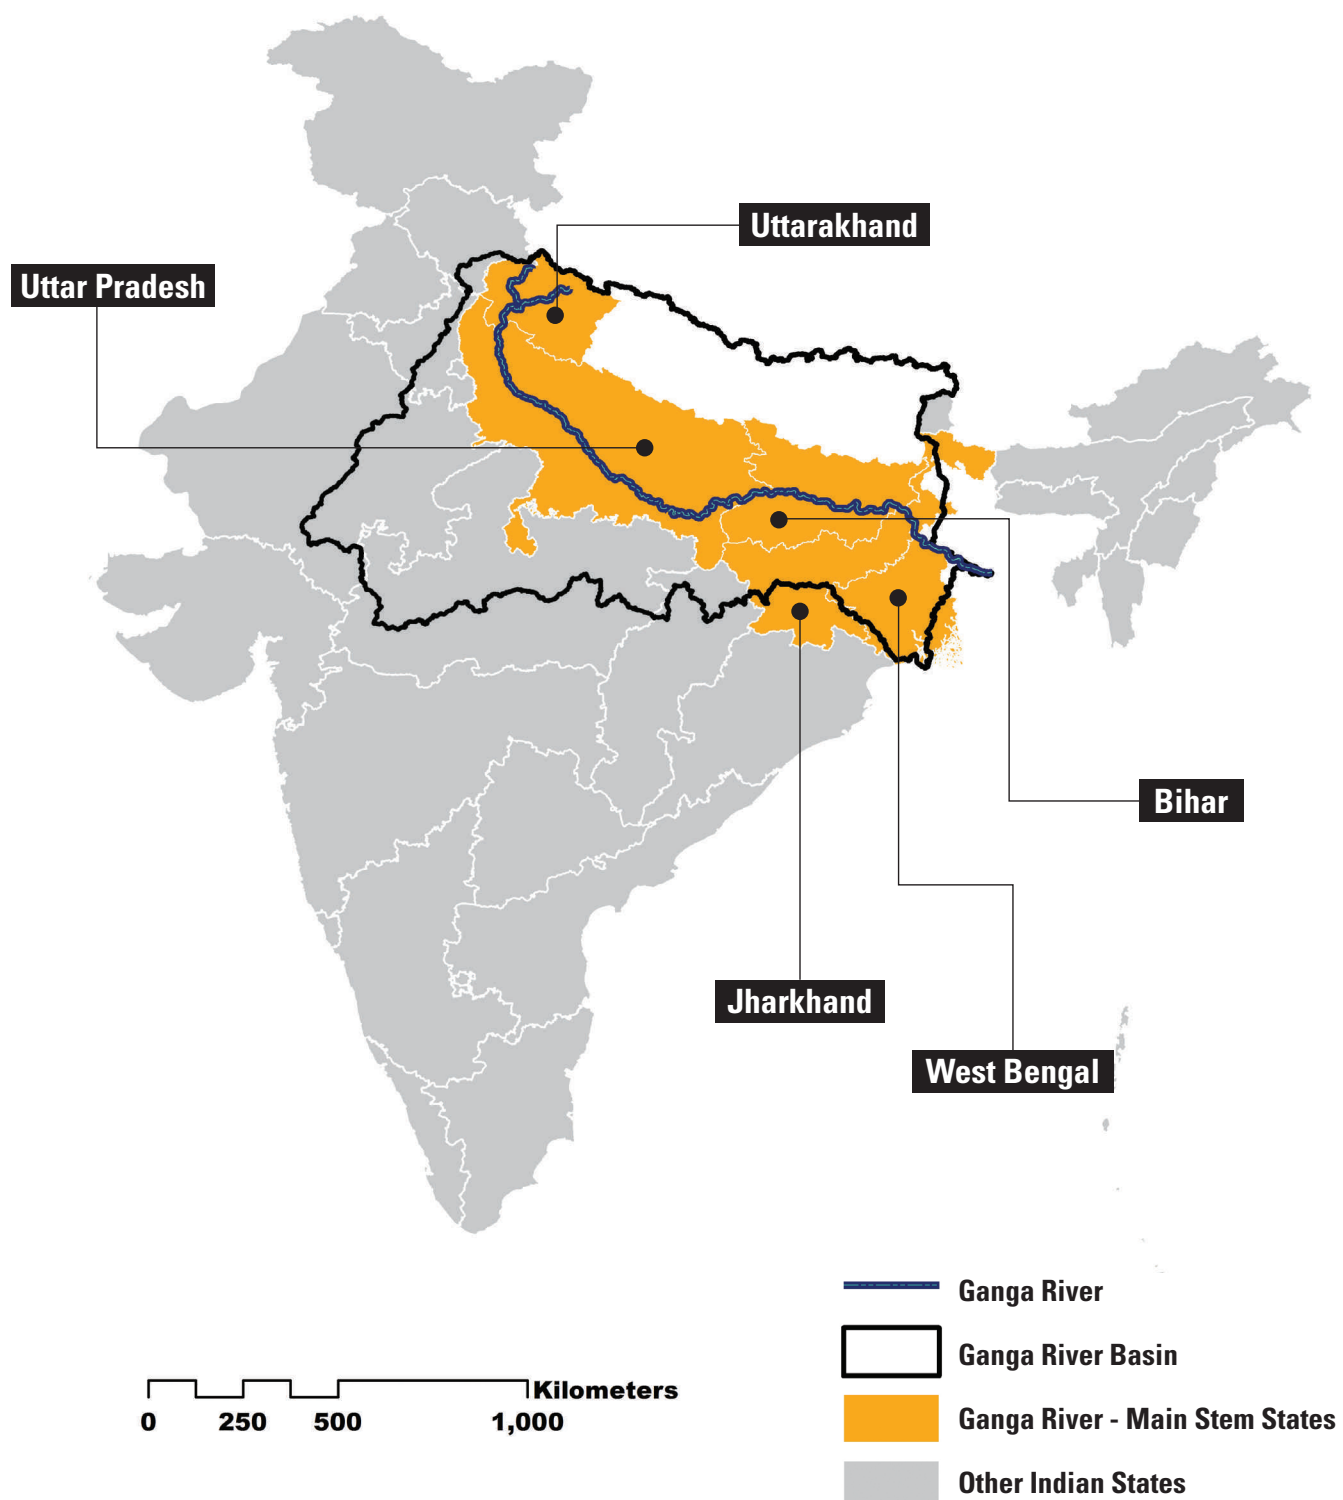 Uttarakhand
Uttar Pradesh
Bihar
Jharkhand
West Bengal
Ganga River
Ganga River Basin
Kilometers
0 250 500 1,000
Ganga River - Main Stem States
Other Indian States